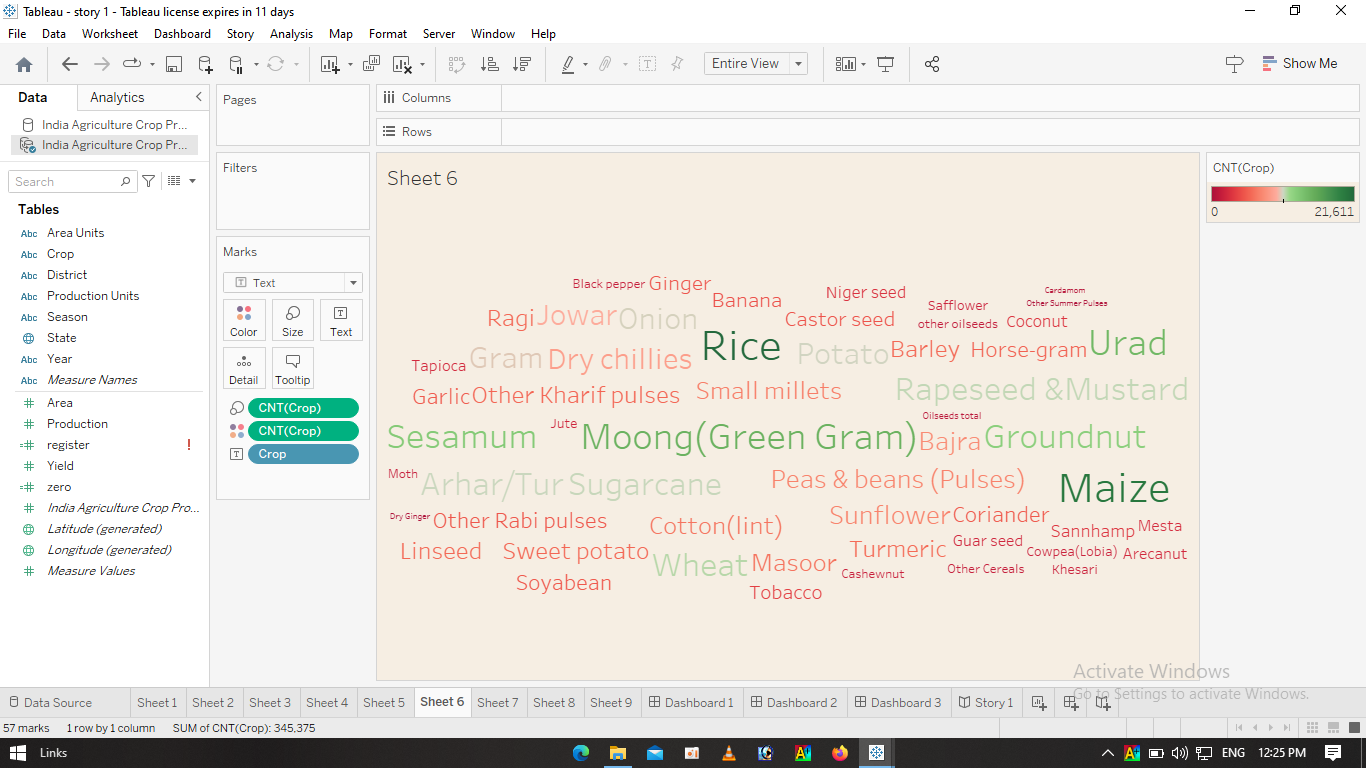 Tableau - story 1 - Tableau license expires in 11 days
File Data Worksheet Dashboard Story Analysis Map Format Server Window Help
Entire View
Show Me
Data Analytics
India Agriculture Crop Pr...
India Agriculture Crop Pr...
Search
Tables
Abc Area Units
Abc Crop
Abc District
Abc Production Units
Abc Season
State
Abc Year
Abc Measure Names
Area
Production
register !
Yield
zero
India Agriculture Crop Pro...
Latitude (generated)
Longitude (generated)
Measure Values
Pages
Filters
Marks
Text
Color Size Text
Detail Tooltip
CNT(Crop)
CNT(Crop)
Crop
Columns
Rows
Sheet 6
Black pepper Ginger Banana Niger seed Safflower Cardamom
Other Summer Pulses
Ragi Jowar Onion Castor seed other oilseeds Coconut
Tapioca Gram Dry chillies Rice Potato Barley Horse-gram Urad
Garlic Other Kharif pulses Small millets Rapeseed &Mustard
Oilseeds total
Sesamum Jute Moong(Green Gram) Bajra Groundnut
Moth Arhar/Tur Sugarcane Peas & beans (Pulses) Maize
Dry Ginger Other Rabi pulses Cotton(lint) Sunflower Coriander Sannhamp Mesta
Linseed Sweet potato Turmeric Guar seed Cowpea(Lobia) Arecanut
Wheat Masoor Cashewnut Other Cereals Khesari
Soyabean Tobacco
CNT(Crop)
0 21,611
Activate Windows
Go to Settings to activate Windows.
Data Source Sheet 1 Sheet 2 Sheet 3 Sheet 4 Sheet 5 Sheet 6 Sheet 7 Sheet 8 Sheet 9 Dashboard 1 Dashboard 2 Dashboard 3 Story 1
57 marks 1 row by 1 column SUM of CNT(Crop): 345,375
Links ENG 12:25 PM